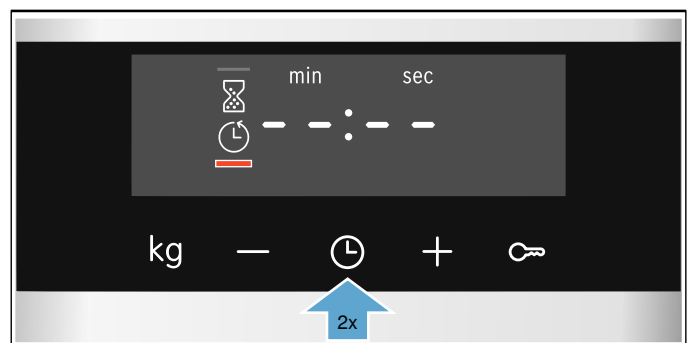 min sec
– – : – –
kg — +
2x